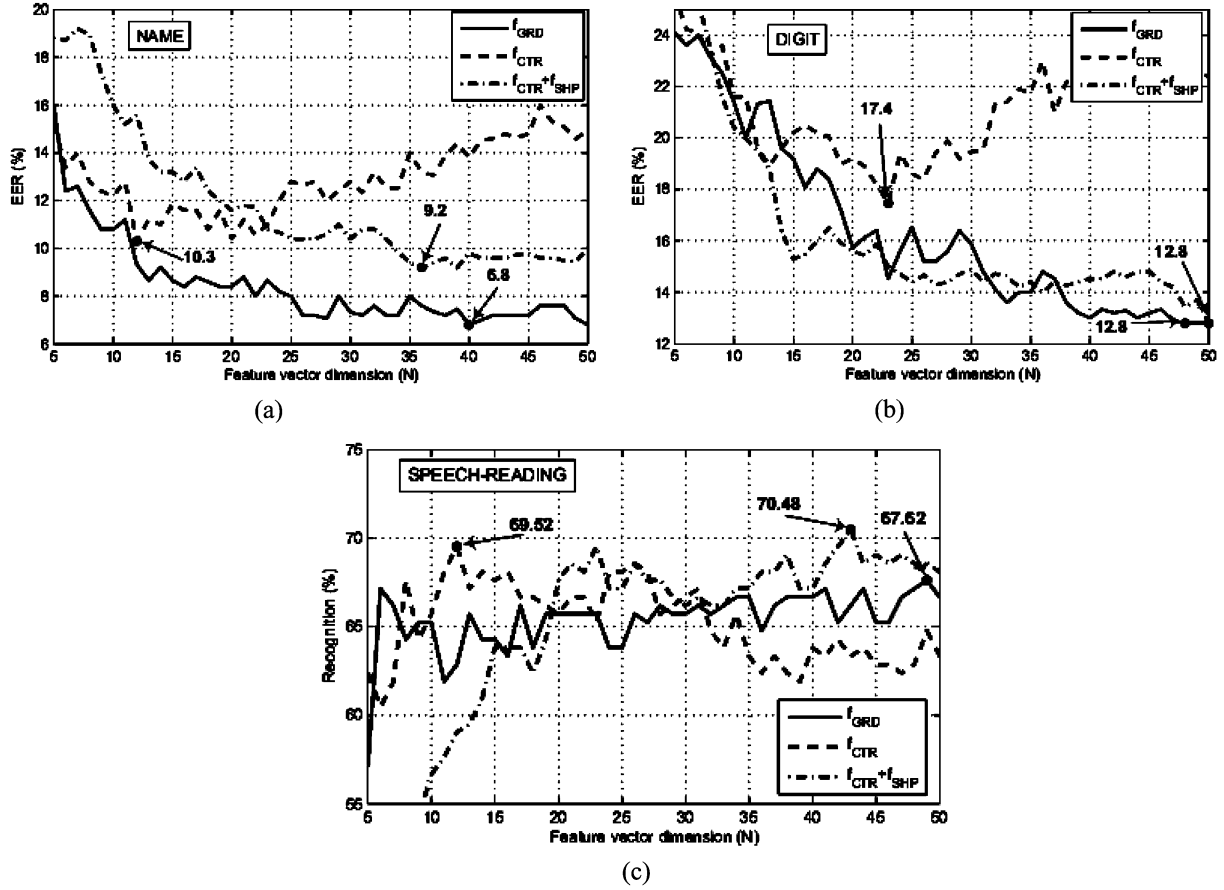 20
18
16
14
12
10
8
6
4
EER (%)
NAME
f_GRD
f_CTR
f_CTR+f_SHP
10.3
9.2
6.8
5 10 15 20 25 30 35 40 45 50
Feature vector dimension (N)
(a)
24
22
20
18
16
14
12
EER (%)
DIGIT
f_GRD
f_CTR
f_CTR+f_SHP
17.4
12.8
12.8
5 10 15 20 25 30 35 40 45 50
Feature vector dimension (N)
(b)
75
70
65
60
55
Recognition (%)
SPEECH-READING
69.52
70.48
67.62
f_GRD
f_CTR
f_CTR+f_SHP
5 10 15 20 25 30 35 40 45 50
Feature vector dimension (N)
(c)